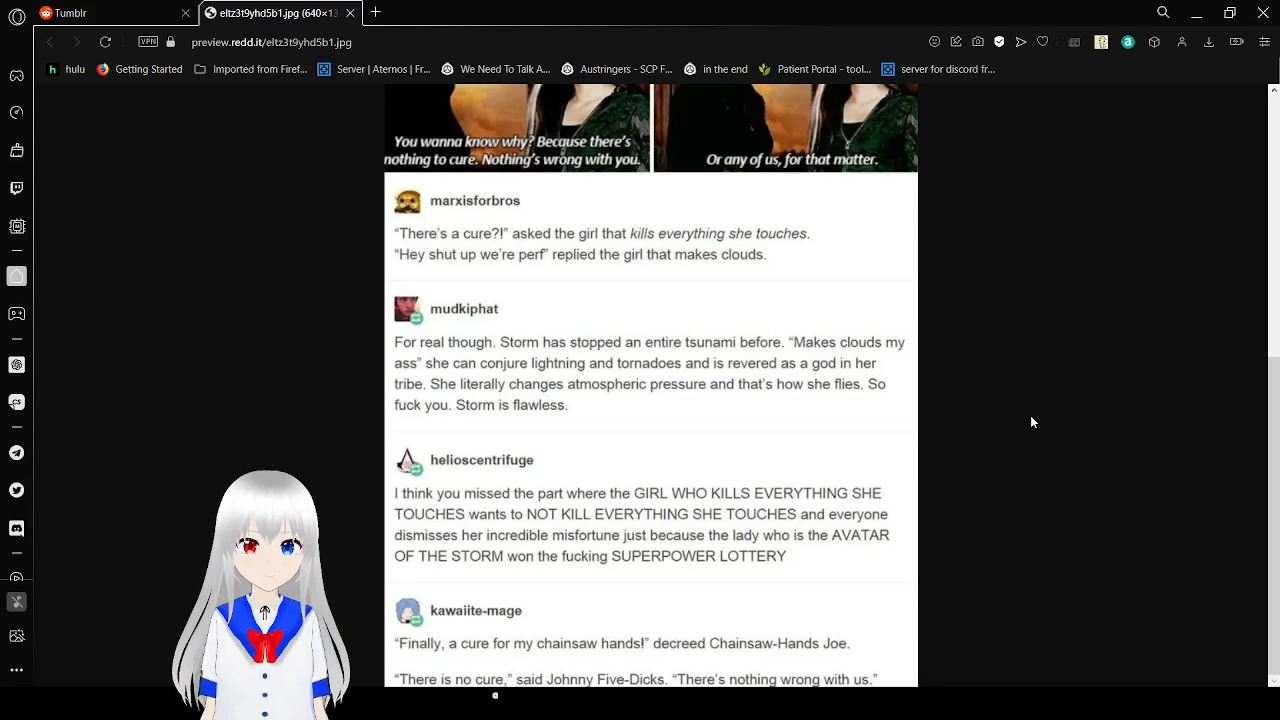 Tumblr
eltz3t9yhd5b1.jpg (640×13
VPN
preview.redd.it/eltz3t9yhd5b1.jpg
hulu
Getting Started
Imported from Firef...
Server | Aternos | Fr...
We Need To Talk A...
Austringers - SCP F...
in the end
Patient Portal - tool...
server for discord fr...
You wanna know why? Because there's
nothing to cure. Nothing's wrong with you.
Or any of us, for that matter.
marxisforbros
“There's a cure?!” asked the girl that kills everything she touches.
“Hey shut up we're perf” replied the girl that makes clouds.
mudkiphat
For real though. Storm has stopped an entire tsunami before. “Makes clouds my
ass” she can conjure lightning and tornadoes and is revered as a god in her
tribe. She literally changes atmospheric pressure and that's how she flies. So
fuck you. Storm is flawless.
helioscentrifuge
I think you missed the part where the GIRL WHO KILLS EVERYTHING SHE
TOUCHES wants to NOT KILL EVERYTHING SHE TOUCHES and everyone
dismisses her incredible misfortune just because the lady who is the AVATAR
OF THE STORM won the fucking SUPERPOWER LOTTERY
kawaiite-mage
“Finally, a cure for my chainsaw hands!” decreed Chainsaw-Hands Joe.
“There is no cure,” said Johnny Five-Dicks. “There's nothing wrong with us.”